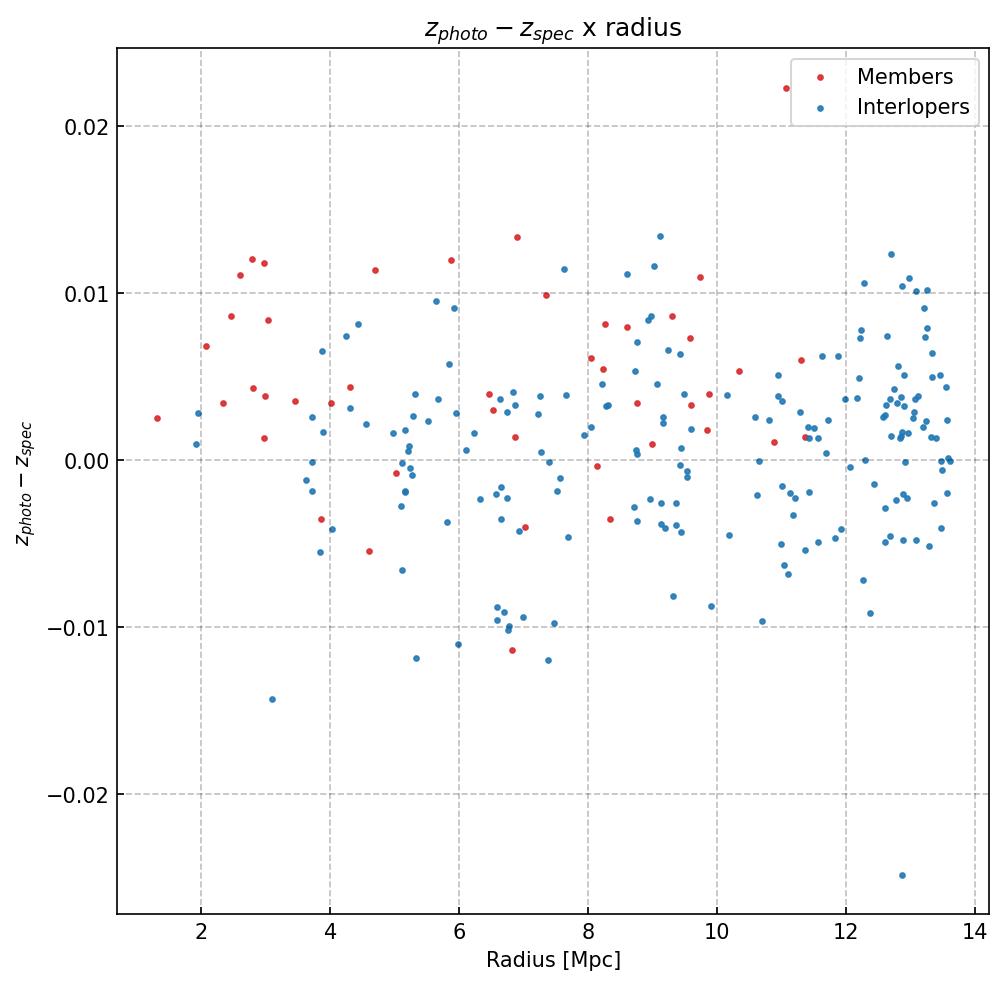 z_photo − z_spec x radius
Members
Interlopers
0.02
0.01
0.00
−0.01
−0.02
z_photo − z_spec
2 4 6 8 10 12 14
Radius [Mpc]